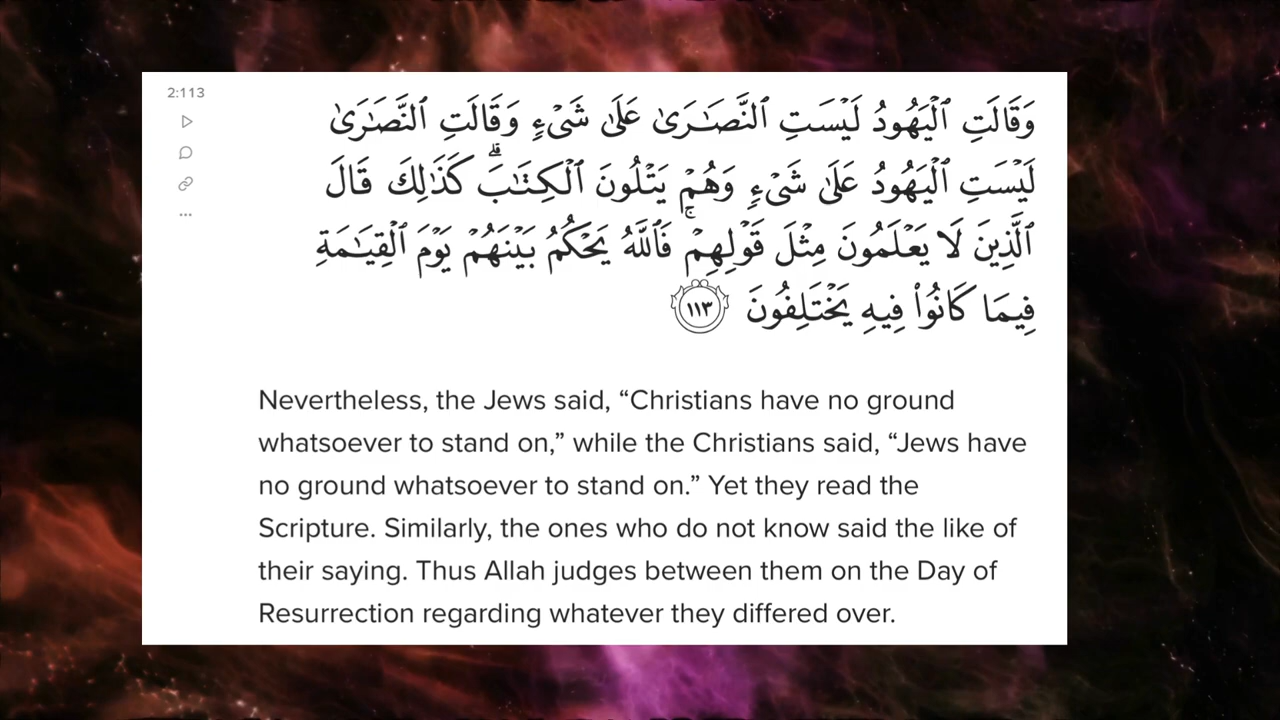 2:113
وَقَالَتِ ٱلْيَهُودُ لَيْسَتِ ٱلنَّصَـٰرَىٰ عَلَىٰ شَىْءٍ وَقَالَتِ ٱلنَّصَـٰرَىٰ
لَيْسَتِ ٱلْيَهُودُ عَلَىٰ شَىْءٍ وَهُمْ يَتْلُونَ ٱلْكِتَـٰبَ ۗ كَذَٰلِكَ قَالَ
ٱلَّذِينَ لَا يَعْلَمُونَ مِثْلَ قَوْلِهِمْ ۚ فَٱللَّهُ يَحْكُمُ بَيْنَهُمْ يَوْمَ ٱلْقِيَـٰمَةِ
فِيمَا كَانُوا۟ فِيهِ يَخْتَلِفُونَ ١١٣
Nevertheless, the Jews said, “Christians have no ground
whatsoever to stand on,” while the Christians said, “Jews have
no ground whatsoever to stand on.” Yet they read the
Scripture. Similarly, the ones who do not know said the like of
their saying. Thus Allah judges between them on the Day of
Resurrection regarding whatever they differed over.